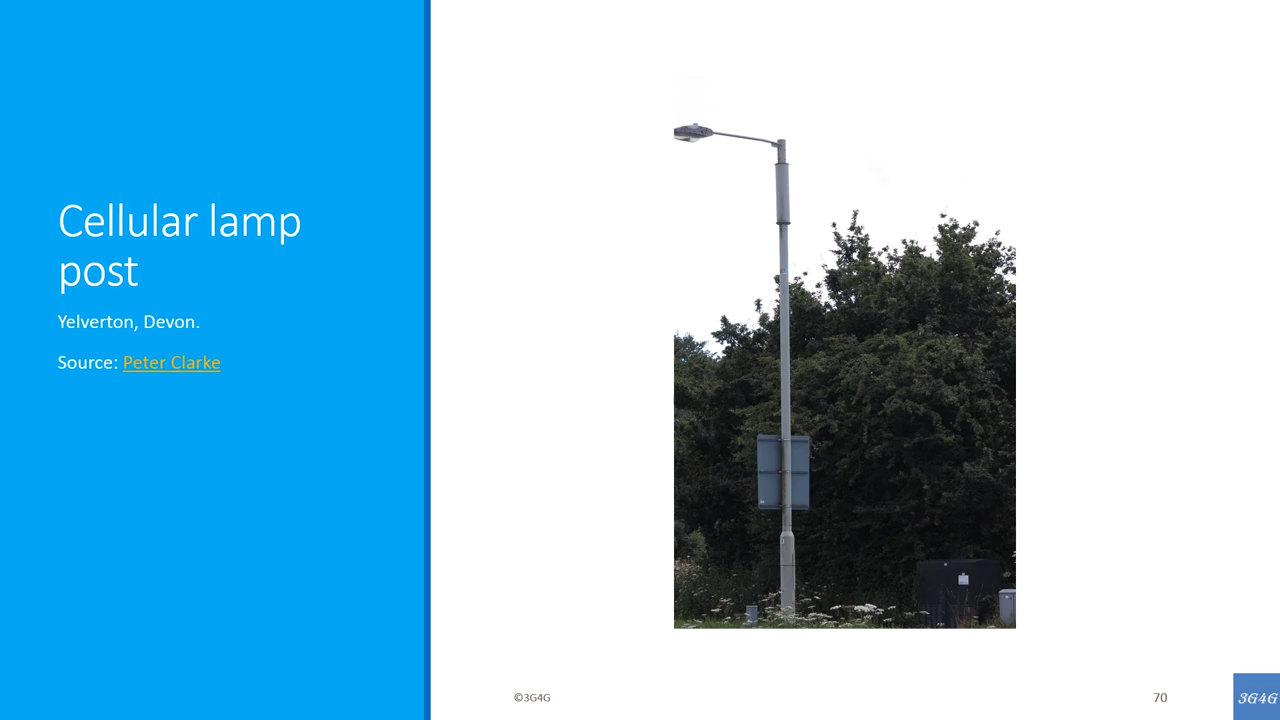 Cellular lamp
post
Yelverton, Devon.
Source: Peter Clarke
©3G4G
70
3G4G